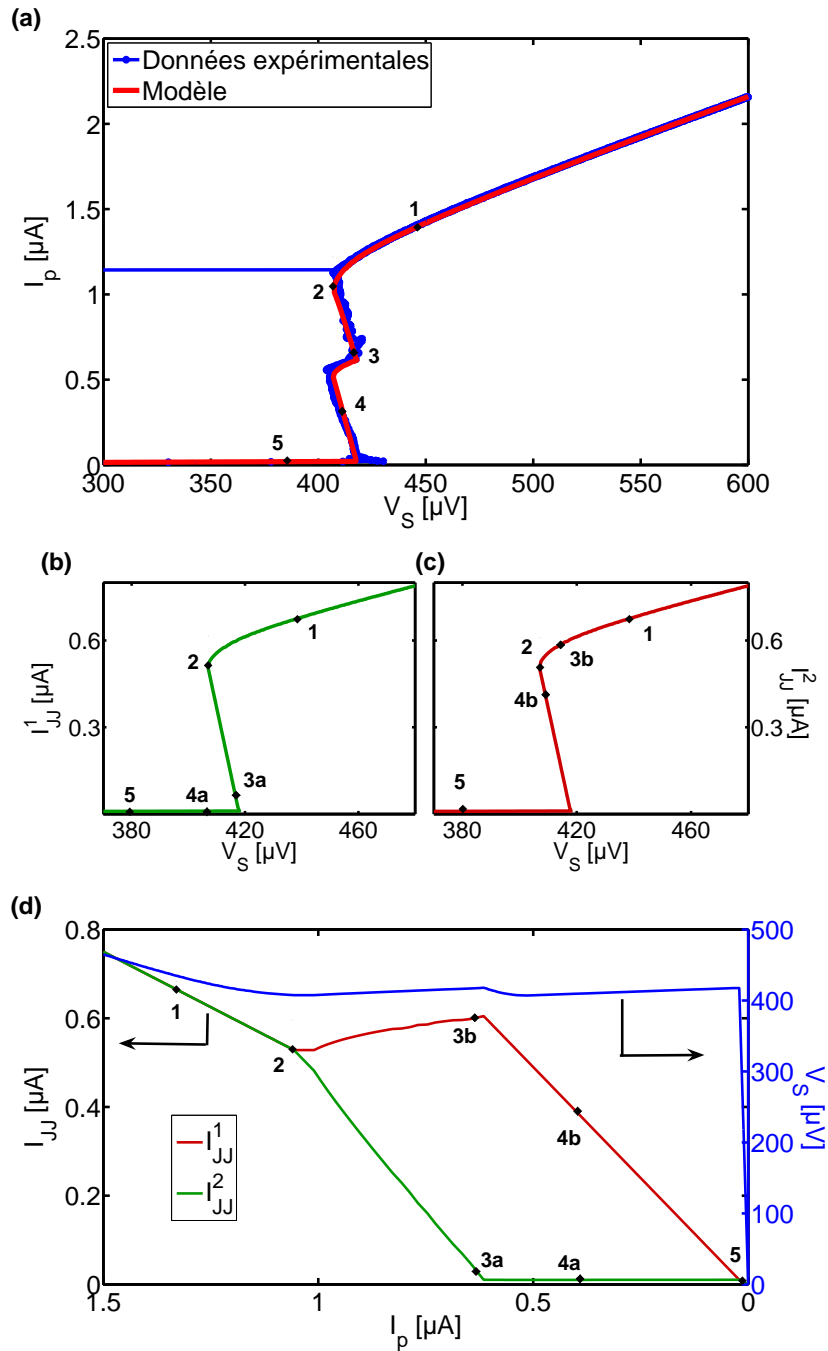 (a)
2.5
Données expérimentales
Modèle
2
1.5
1
0.5
0
I_p [µA]
1
2
3
4
5
300 350 400 450 500 550 600
V_S [µV]
(b)
0.6
0.3
I^1_JJ [µA]
1
2
3a
4a
5
380 420 460
V_S [µV]
(c)
0.6
0.3
I^2_JJ [µA]
1
2
3b
4b
5
380 420 460
V_S [µV]
(d)
0.8
0.6
0.4
0.2
0
I_JJ [µA]
500
400
300
200
100
0
V_S [µV]
1
2
3b
4b
3a
4a
5
I^1_JJ
I^2_JJ
1.5 1 0.5 0
I_p [µA]